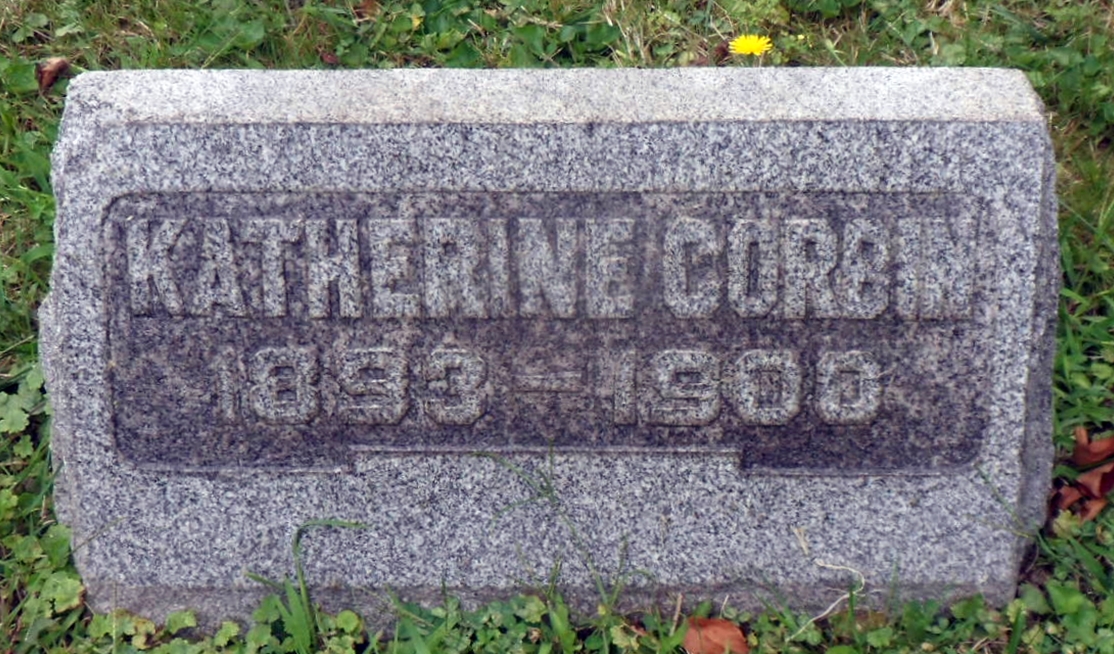 KATHERINE CORBIN
1893 – 1900